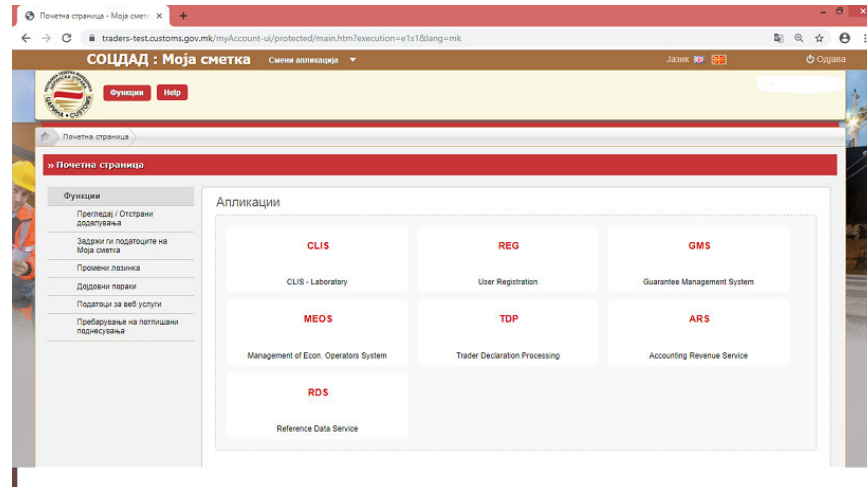 Почетна страница - Моја сметк
traders-test.customs.gov.mk/myAccount-ui/protected/main.htm?execution=e1s1&lang=mk
СОЦДАД : Моја сметка
Смени апликација
Јазик
Одјава
ЦАРИНА • CUSTOMS
Функции
Help
Почетна страница
» Почетна страница
Функции
Прегледај / Отстрани
доделувања
Задржи ги податоците на
Моја сметка
Промени лозинка
Дојдовни пораки
Податоци за веб услуги
Пребарување на потпишани
поднесувања
Апликации
CLIS
REG
GMS
CLIS - Laboratory
User Registration
Guarantee Management System
MEOS
TDP
ARS
Management of Econ. Operators System
Trader Declaration Processing
Accounting Revenue Service
RDS
Reference Data Service